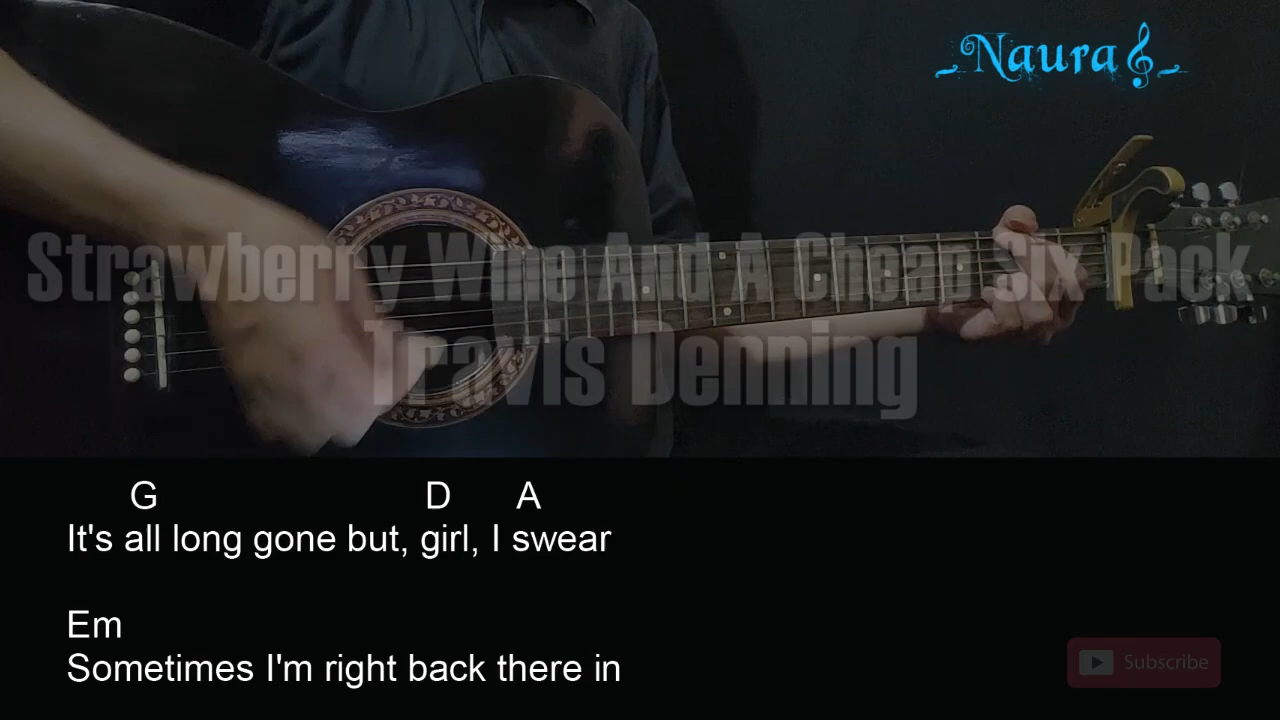 Naura
Strawberry Wine And A Cheap Six Pack
Travis Denning
G D A
It's all long gone but, girl, I swear
Em
Sometimes I'm right back there in
Subscribe